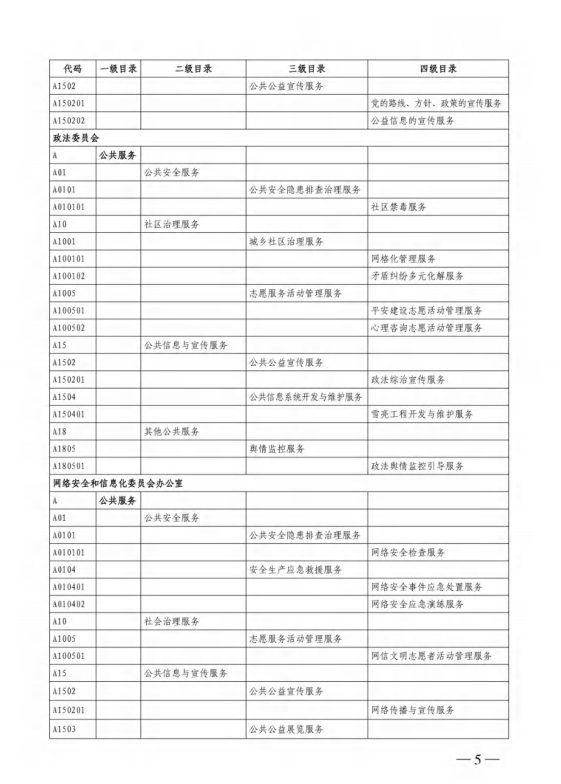 代码 一级目录 二级目录 三级目录 四级目录
A1502 公共公益宣传服务
A150201 党的路线、方针、政策的宣传服务
A150202 公益信息的宣传服务
政法委员会
A 公共服务
A01 公共安全服务
A0101 公共安全隐患排查治理服务
A010101 社区禁毒服务
A10 社区治理服务
A1001 城乡社区治理服务
A100101 网格化管理服务
A100102 矛盾纠纷多元化解服务
A1005 志愿服务活动管理服务
A100501 平安建设志愿活动管理服务
A100502 心理咨询志愿活动管理服务
A15 公共信息与宣传服务
A1502 公共公益宣传服务
A150201 政法综治宣传服务
A1504 公共信息系统开发与维护服务
A150401 雪亮工程开发与维护服务
A18 其他公共服务
A1805 舆情监控服务
A180501 政法舆情监控引导服务
网络安全和信息化委员会办公室
A 公共服务
A01 公共安全服务
A0101 公共安全隐患排查治理服务
A010101 网络安全检查服务
A0104 安全生产应急救援服务
A010401 网络安全事件应急处置服务
A010402 网络安全应急演练服务
A10 社会治理服务
A1005 志愿服务活动管理服务
A100501 网信文明志愿者活动管理服务
A15 公共信息与宣传服务
A1502 公共公益宣传服务
A150201 网络传播与宣传服务
A1503 公共公益展览服务
— 5 —